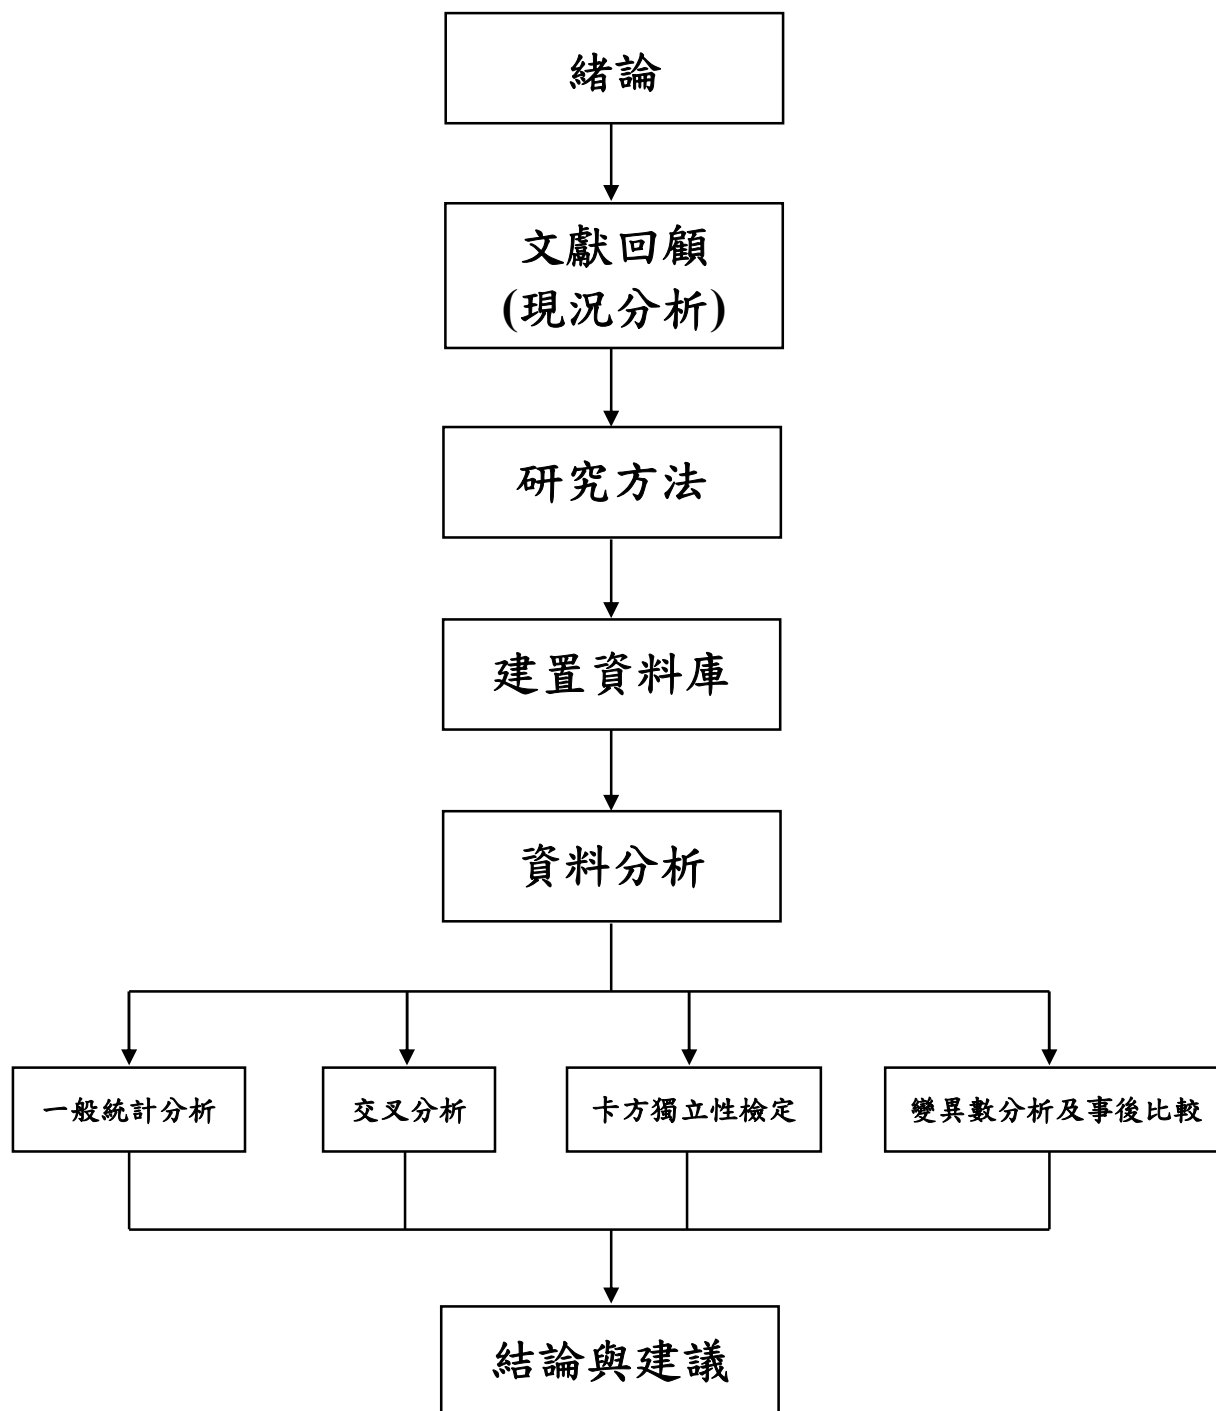 緒論
文獻回顧
(現況分析)
研究方法
建置資料庫
資料分析
一般統計分析
交叉分析
卡方獨立性檢定
變異數分析及事後比較
結論與建議